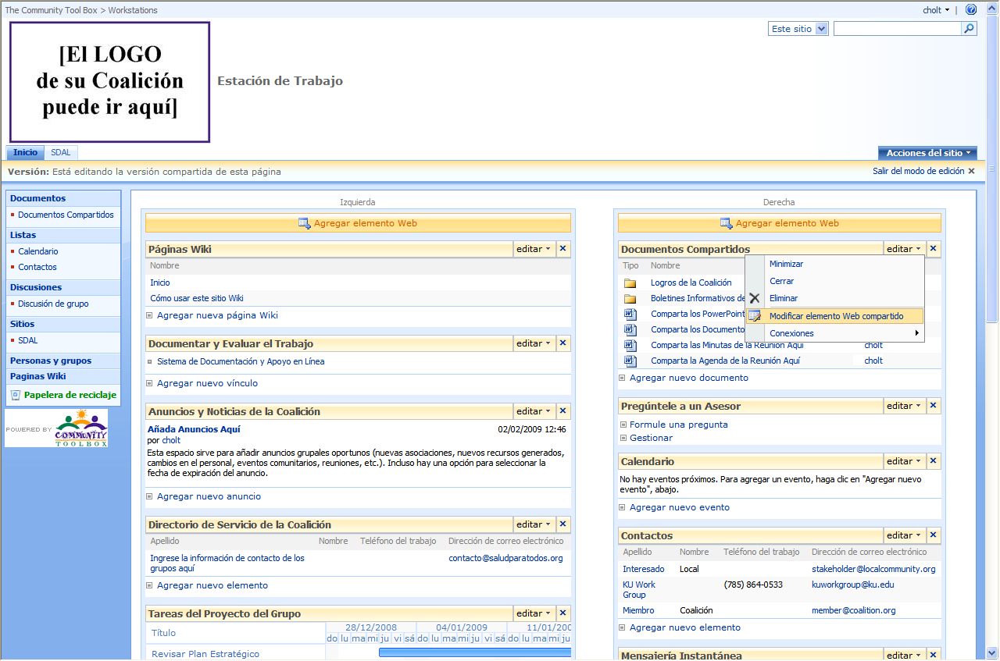 The Community Tool Box > Workstations
cholt
Este sitio
[El LOGO
de su Coalición
puede ir aquí]
Estación de Trabajo
Inicio
SDAL
Acciones del sitio
Versión: Está editando la versión compartida de esta página
Salir del modo de edición
Documentos
Documentos Compartidos
Listas
Calendario
Contactos
Discusiones
Discusión de grupo
Sitios
SDAL
Personas y grupos
Paginas Wiki
Papelera de reciclaje
POWERED BY
COMMUNITY
TOOLBOX
Izquierda
Agregar elemento Web
Páginas Wiki
editar
Nombre
Inicio
Cómo usar este sitio Wiki
Agregar nueva página Wiki
Documentar y Evaluar el Trabajo
editar
Sistema de Documentación y Apoyo en Línea
Agregar nuevo vínculo
Anuncios y Noticias de la Coalición
editar
Añada Anuncios Aquí
02/02/2009 12:46
por cholt
Esta espacio sirve para añadir anuncios grupales oportunos (nuevas asociaciones, nuevos recursos generados,
cambios en el personal, eventos comunitarios, reuniones, etc.). Incluso hay una opción para seleccionar la
fecha de expiración del anuncio.
Agregar nuevo anuncio
Directorio de Servicio de la Coalición
editar
Apellido Nombre Teléfono del trabajo Dirección de correo electrónico
Ingrese la información de contacto de los
grupos aquí
contacto@saludparatodos.org
Agregar nuevo elemento
Tareas del Proyecto del Grupo
editar
Título
28/12/2008 04/01/2009 11/01/200
do lu ma mi ju vi sá do lu ma mi ju vi sá do lu ma mi ju
Revisar Plan Estratégico
Derecha
Agregar elemento Web
Documentos Compartidos
editar
Tipo Nombre
Logros de la Coalición
Boletines Informativos de
Comparta los PowerPoint
Comparta los Documento
Comparta las Minutas de la Reunión Aquí cholt
Comparta la Agenda de la Reunión Aquí cholt
Minimizar
Cerrar
Eliminar
Modificar elemento Web compartido
Conexiones
Agregar nuevo documento
Pregúntele a un Asesor
editar
Formule una pregunta
Gestionar
Calendario
editar
No hay eventos próximos. Para agregar un evento, haga clic en "Agregar nuevo
evento", abajo.
Agregar nuevo evento
Contactos
editar
Apellido Nombre Teléfono del trabajo Dirección de correo electrónico
Interesado Local stakeholder@localcommunity.org
KU Work
Group
(785) 864-0533 kuworkgroup@ku.edu
Miembro Coalición member@coalition.org
Agregar nuevo elemento
Mensajería Instantánea
editar